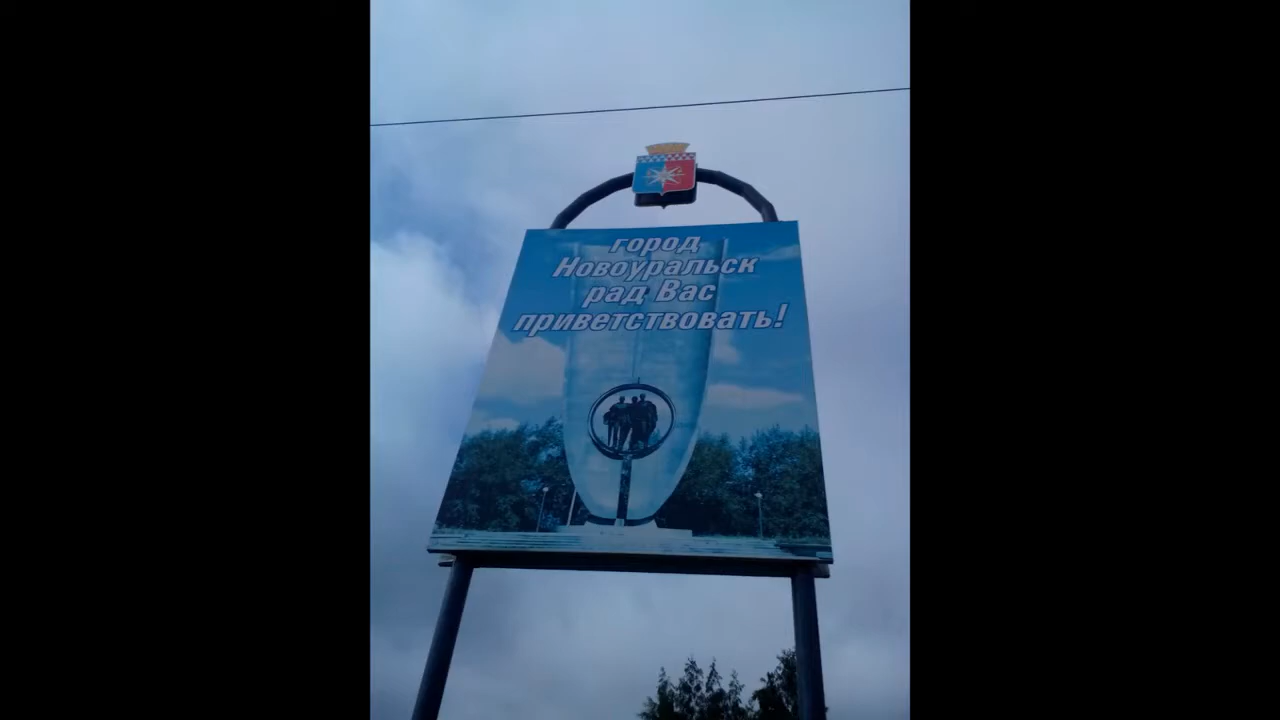 город
Новоуральск
рад Вас
приветствовать!